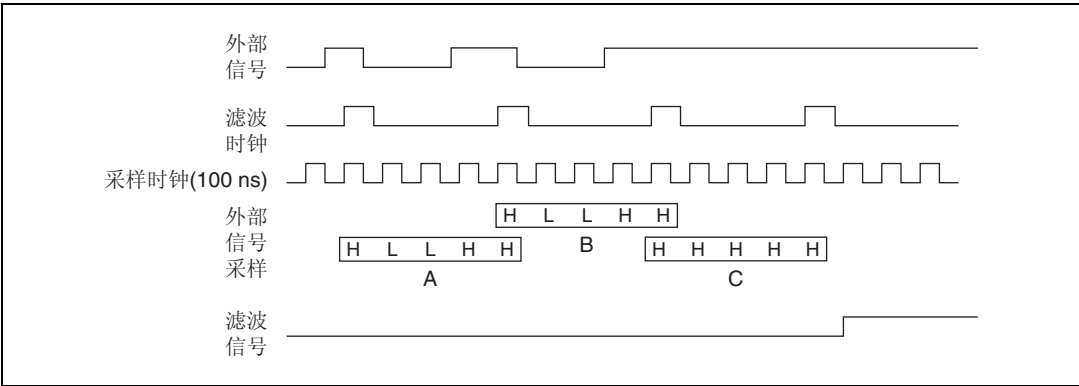 外部
信号
滤波
时钟
采样时钟(100 ns)
外部
信号
采样
H L L H H
B
H L L H H
A
H H H H H
C
滤波
信号